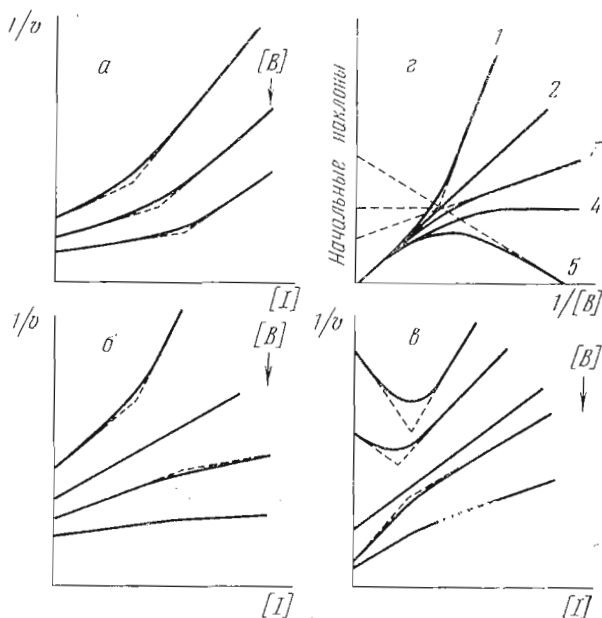 1/v
а
[B]
[I]
Начальные наклоны
г
1
2
4
5
1/[B]
1/v
б
[B]
[I]
1/v
в
[B]
[I]